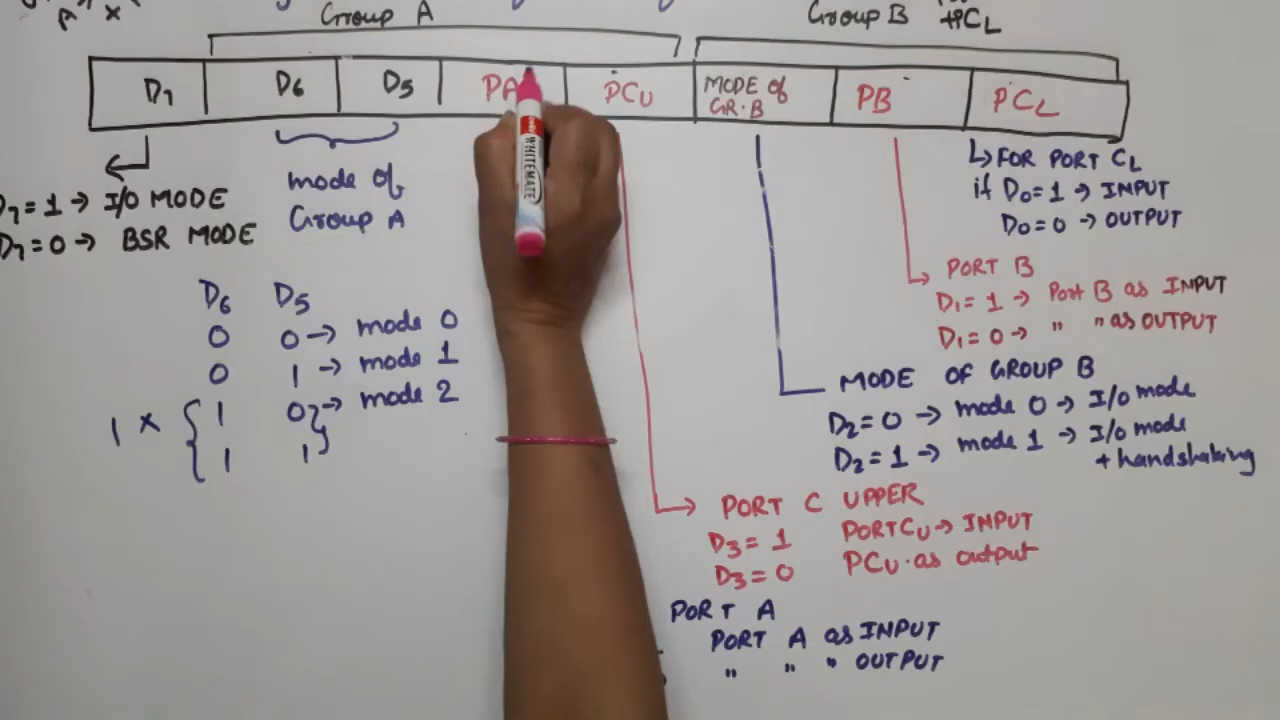 Group A
Group B
+PCL
D7 D6 D5 PA PCU MODE of GR.B PB PCL
D7 = 1 → I/O MODE
D7 = 0 → BSR MODE
mode of
Group A
D6 D5
0 0 → mode 0
0 1 → mode 1
1 x { 1 0 } → mode 2
1 1
↳ FOR PORT CL
if D0 = 1 → INPUT
D0 = 0 → OUTPUT
PORT B
D1 = 1 → Port B as INPUT
D1 = 0 → " " as OUTPUT
MODE OF GROUP B
D2 = 0 → mode 0 → I/O mode
D2 = 1 → mode 1 → I/O mode
+ handshaking
PORT C UPPER
D3 = 1 PORTCU → INPUT
D3 = 0 PCU. as output
PORT A
PORT A as INPUT
" " " OUTPUT
WHITEMATE